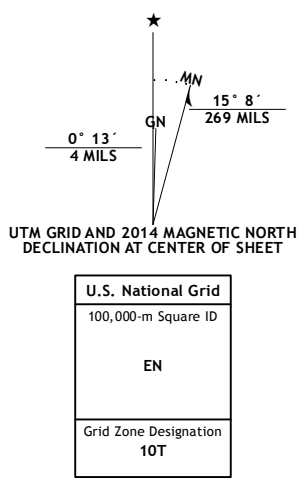 MN
GN
15° 8´
269 MILS
0° 13´
4 MILS
UTM GRID AND 2014 MAGNETIC NORTH
DECLINATION AT CENTER OF SHEET
U.S. National Grid
100,000-m Square ID
EN
Grid Zone Designation
10T